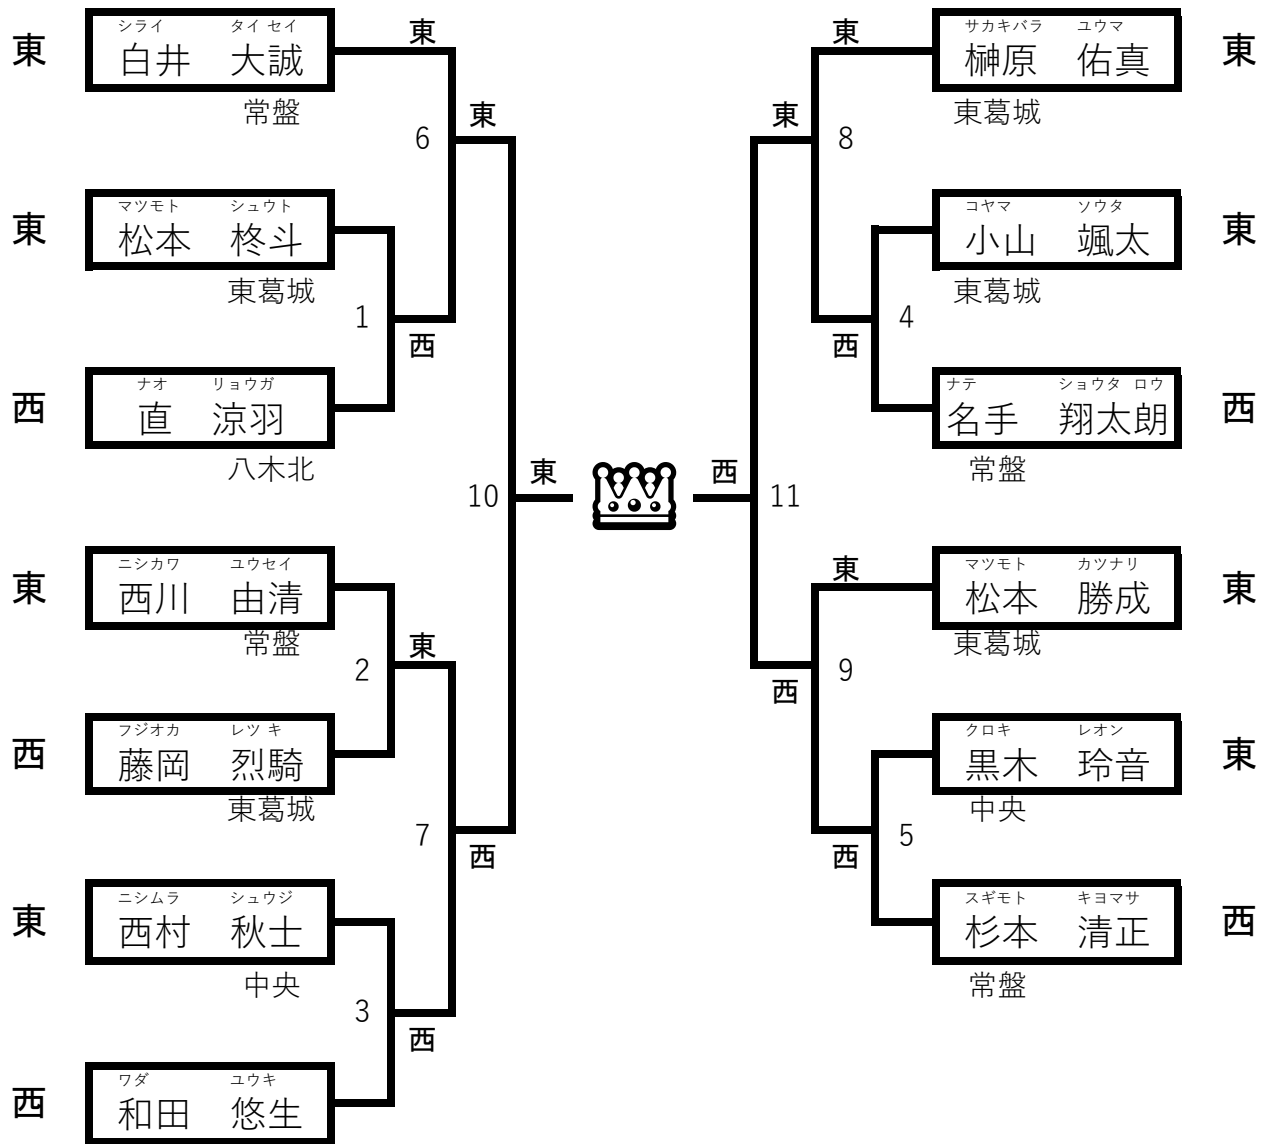 シライ タイ セイ
東 白井 大誠
常盤
東
6
東
マツモト シュウト
東 松本 柊斗
東葛城
1
西
ナオ リョウガ
西 直 涼羽
八木北
10
東
ニシカワ ユウセイ
東 西川 由清
常盤
2
東
フジオカ レツ キ
西 藤岡 烈騎
東葛城
7
西
ニシムラ シュウジ
東 西村 秋士
中央
3
西
ワダ ユウキ
西 和田 悠生
サカキバラ ユウマ
東 榊原 佑真 東
東葛城
東
8
コヤマ ソウタ
小山 颯太 東
東葛城
4
西
ナテ ショウタ ロウ
名手 翔太朗 西
常盤
西
11
マツモト カツナリ
東 松本 勝成 東
東葛城
西
9
クロキ レオン
黒木 玲音 東
中央
5
西
スギモト キヨマサ
杉本 清正 西
常盤